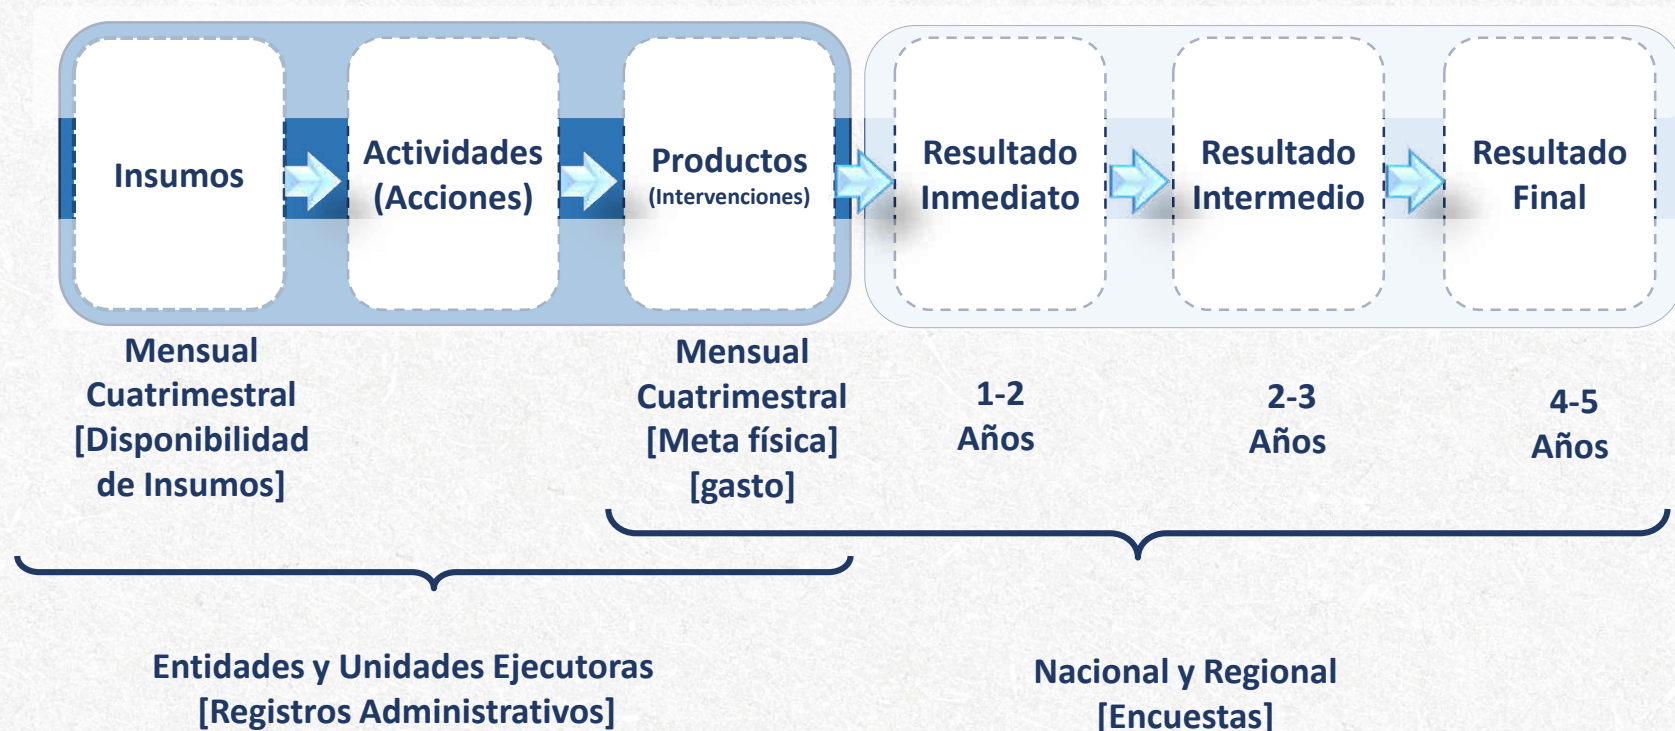 Insumos
Actividades
(Acciones)
Productos
(Intervenciones)
Resultado
Inmediato
Resultado
Intermedio
Resultado
Final
Mensual
Cuatrimestral
[Disponibilidad
de Insumos]
Mensual
Cuatrimestral
[Meta física]
[gasto]
1-2
Años
2-3
Años
4-5
Años
Entidades y Unidades Ejecutoras
[Registros Administrativos]
Nacional y Regional
[Encuestas]